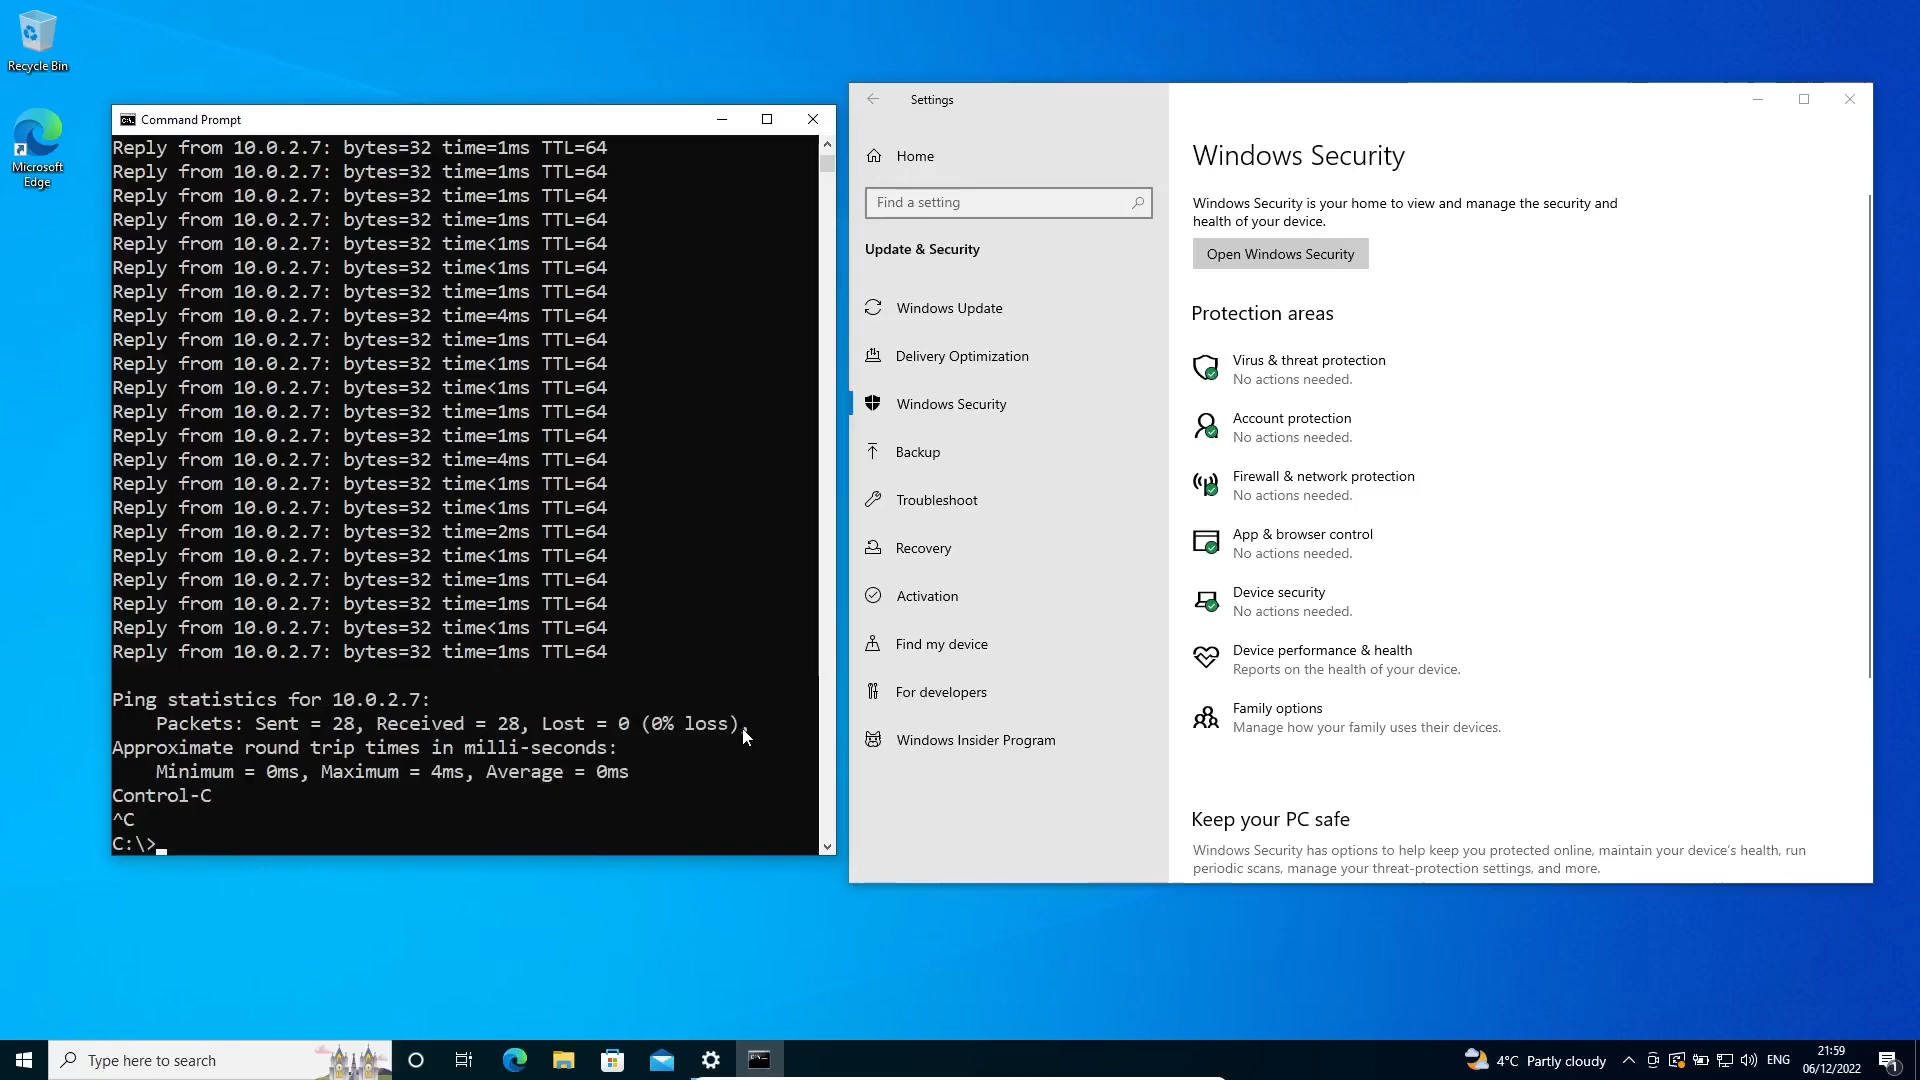 Recycle Bin
Microsoft
Edge
Command Prompt
Reply from 10.0.2.7: bytes=32 time=1ms TTL=64
Reply from 10.0.2.7: bytes=32 time=1ms TTL=64
Reply from 10.0.2.7: bytes=32 time=1ms TTL=64
Reply from 10.0.2.7: bytes=32 time=1ms TTL=64
Reply from 10.0.2.7: bytes=32 time<1ms TTL=64
Reply from 10.0.2.7: bytes=32 time<1ms TTL=64
Reply from 10.0.2.7: bytes=32 time=1ms TTL=64
Reply from 10.0.2.7: bytes=32 time=4ms TTL=64
Reply from 10.0.2.7: bytes=32 time=1ms TTL=64
Reply from 10.0.2.7: bytes=32 time<1ms TTL=64
Reply from 10.0.2.7: bytes=32 time<1ms TTL=64
Reply from 10.0.2.7: bytes=32 time=1ms TTL=64
Reply from 10.0.2.7: bytes=32 time=1ms TTL=64
Reply from 10.0.2.7: bytes=32 time=4ms TTL=64
Reply from 10.0.2.7: bytes=32 time<1ms TTL=64
Reply from 10.0.2.7: bytes=32 time<1ms TTL=64
Reply from 10.0.2.7: bytes=32 time=2ms TTL=64
Reply from 10.0.2.7: bytes=32 time<1ms TTL=64
Reply from 10.0.2.7: bytes=32 time=1ms TTL=64
Reply from 10.0.2.7: bytes=32 time=1ms TTL=64
Reply from 10.0.2.7: bytes=32 time<1ms TTL=64
Reply from 10.0.2.7: bytes=32 time=1ms TTL=64
Ping statistics for 10.0.2.7:
Packets: Sent = 28, Received = 28, Lost = 0 (0% loss),
Approximate round trip times in milli-seconds:
Minimum = 0ms, Maximum = 4ms, Average = 0ms
Control-C
^C
C:\>
Settings
Home
Find a setting
Update & Security
Windows Update
Delivery Optimization
Windows Security
Backup
Troubleshoot
Recovery
Activation
Find my device
For developers
Windows Insider Program
Windows Security
Windows Security is your home to view and manage the security and
health of your device.
Open Windows Security
Protection areas
Virus & threat protection
No actions needed.
Account protection
No actions needed.
Firewall & network protection
No actions needed.
App & browser control
No actions needed.
Device security
No actions needed.
Device performance & health
Reports on the health of your device.
Family options
Manage how your family uses their devices.
Keep your PC safe
Windows Security has options to help keep you protected online, maintain your device's health, run
periodic scans, manage your threat-protection settings, and more.
Type here to search
4°C Partly cloudy
ENG
21:59
06/12/2022
1